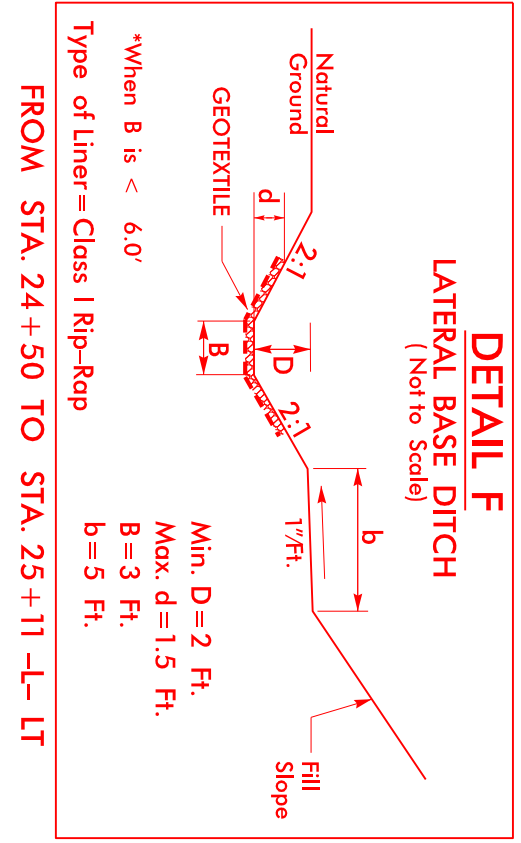 DETAIL F
LATERAL BASE DITCH
( Not to Scale)
Natural
Ground
2:1
d
D
2:1
b
1"/Ft.
GEOTEXTILE
B
Fill
Slope
*When B is < 6.0'
Type of Liner= Class I Rip-Rap
Min. D= 2 Ft.
Max. d=1.5 Ft.
B= 3 Ft.
b= 5 Ft.
FROM STA. 24+50 TO STA. 25+11 -L- LT